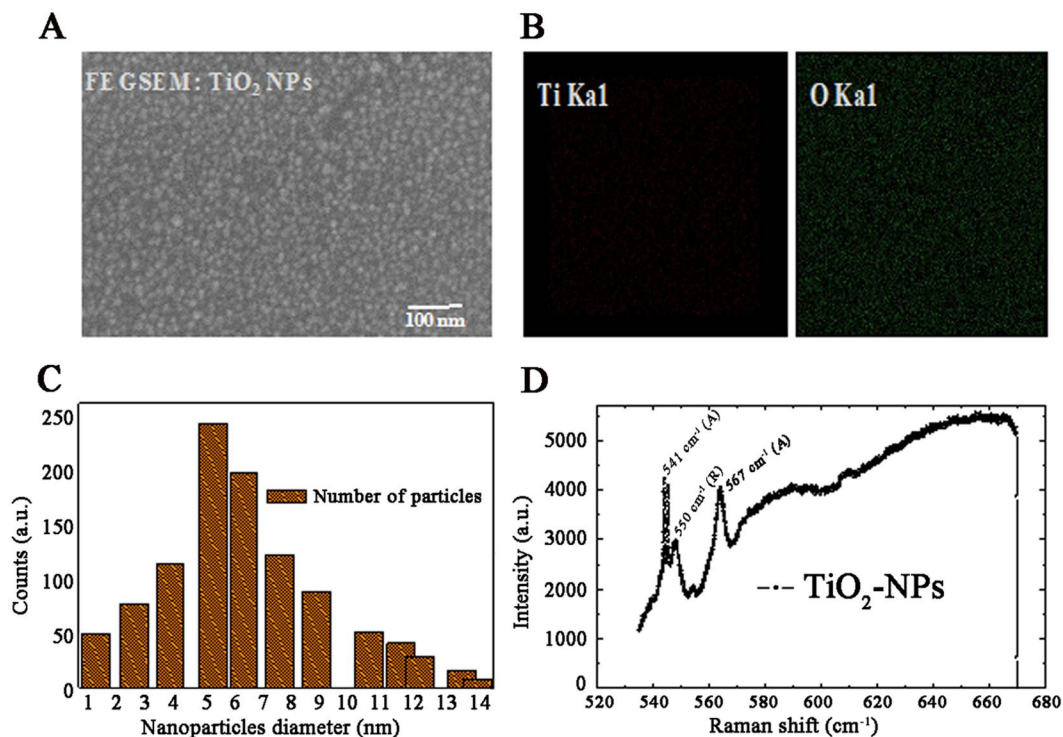 A
FE GSEM: TiO₂ NPs
100 nm
B
Ti Ka1
O Ka1
C
250
200
150
100
50
0
Counts (a.u.)
Number of particles
1 2 3 4 5 6 7 8 9 10 11 12 13 14
Nanoparticles diameter (nm)
D
5000
4000
3000
2000
1000
0
Intensity (a.u.)
541 cm⁻¹ (A)
550 cm⁻¹ (R)
567 cm⁻¹ (A)
TiO₂-NPs
520 540 560 580 600 620 640 660 680
Raman shift (cm⁻¹)